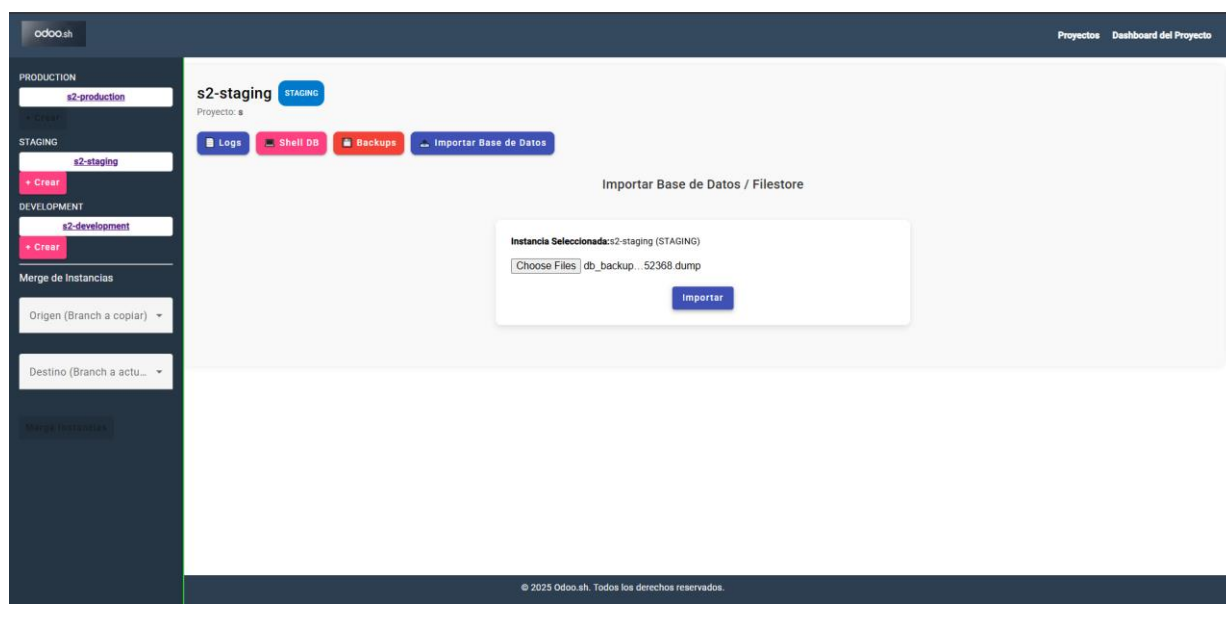 odoo.sh
Proyectos Dashboard del Proyecto
PRODUCTION
s2-production
+ Crear
STAGING
s2-staging
+ Crear
DEVELOPMENT
s2-development
+ Crear
Merge de Instancias
Origen (Branch a copiar)
Destino (Branch a actu...
Merge Instancias
s2-staging STAGING
Proyecto: s
Logs Shell DB Backups Importar Base de Datos
Importar Base de Datos / Filestore
Instancia Seleccionada:s2-staging (STAGING)
Choose Files db_backup...52368.dump
Importar
© 2025 Odoo.sh. Todos los derechos reservados.